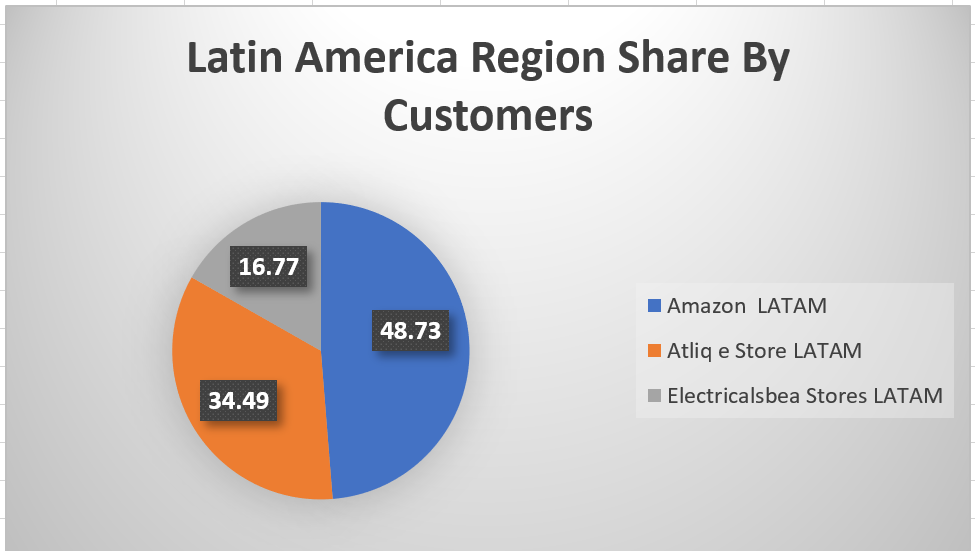 Latin America Region Share By
Customers
16.77
48.73
34.49
Amazon  LATAM
Atliq e Store LATAM
Electricalsbea Stores LATAM